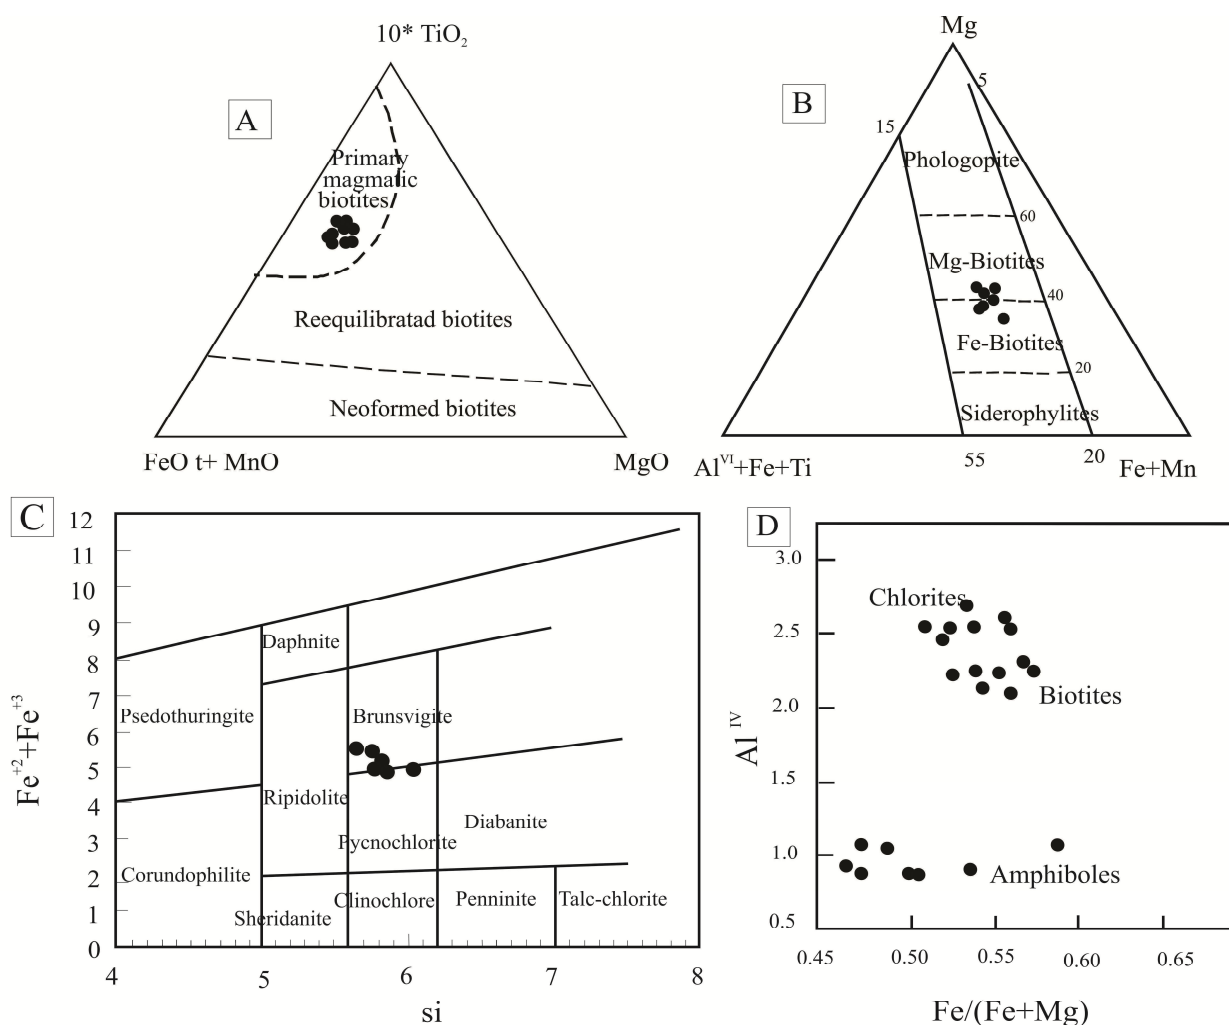 10* TiO₂
A
Primary
magmatic
biotites
Reequilibratad biotites
Neoformed biotites
FeO t+ MnO
MgO
Mg
B
5
15
Phologopite
60
Mg-Biotites
40
Fe-Biotites
20
Siderophylites
Al^VI+Fe+Ti
55
20
Fe+Mn
C
12
11
10
9
8
7
6
5
4
3
2
1
0
Fe⁺²+Fe⁺³
Daphnite
Psedothuringite
Brunsvigite
Ripidolite
Diabanite
Pycnochlorite
Corundophilite
Sheridanite
Clinochlore
Penninite
Talc-chlorite
4
5
6
7
8
si
D
3.0
2.5
2.0
1.5
1.0
0.5
Al^IV
Chlorites
Biotites
Amphiboles
0.45
0.50
0.55
0.60
0.65
Fe/(Fe+Mg)